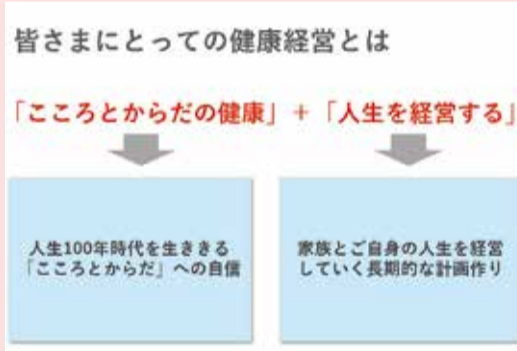 皆さまにとっての健康経営とは
「こころとからだの健康」+「人生を経営する」
人生100年時代を生ききる
「こころとからだ」への自信
家族とご自身の人生を経営
していく長期的な計画作り